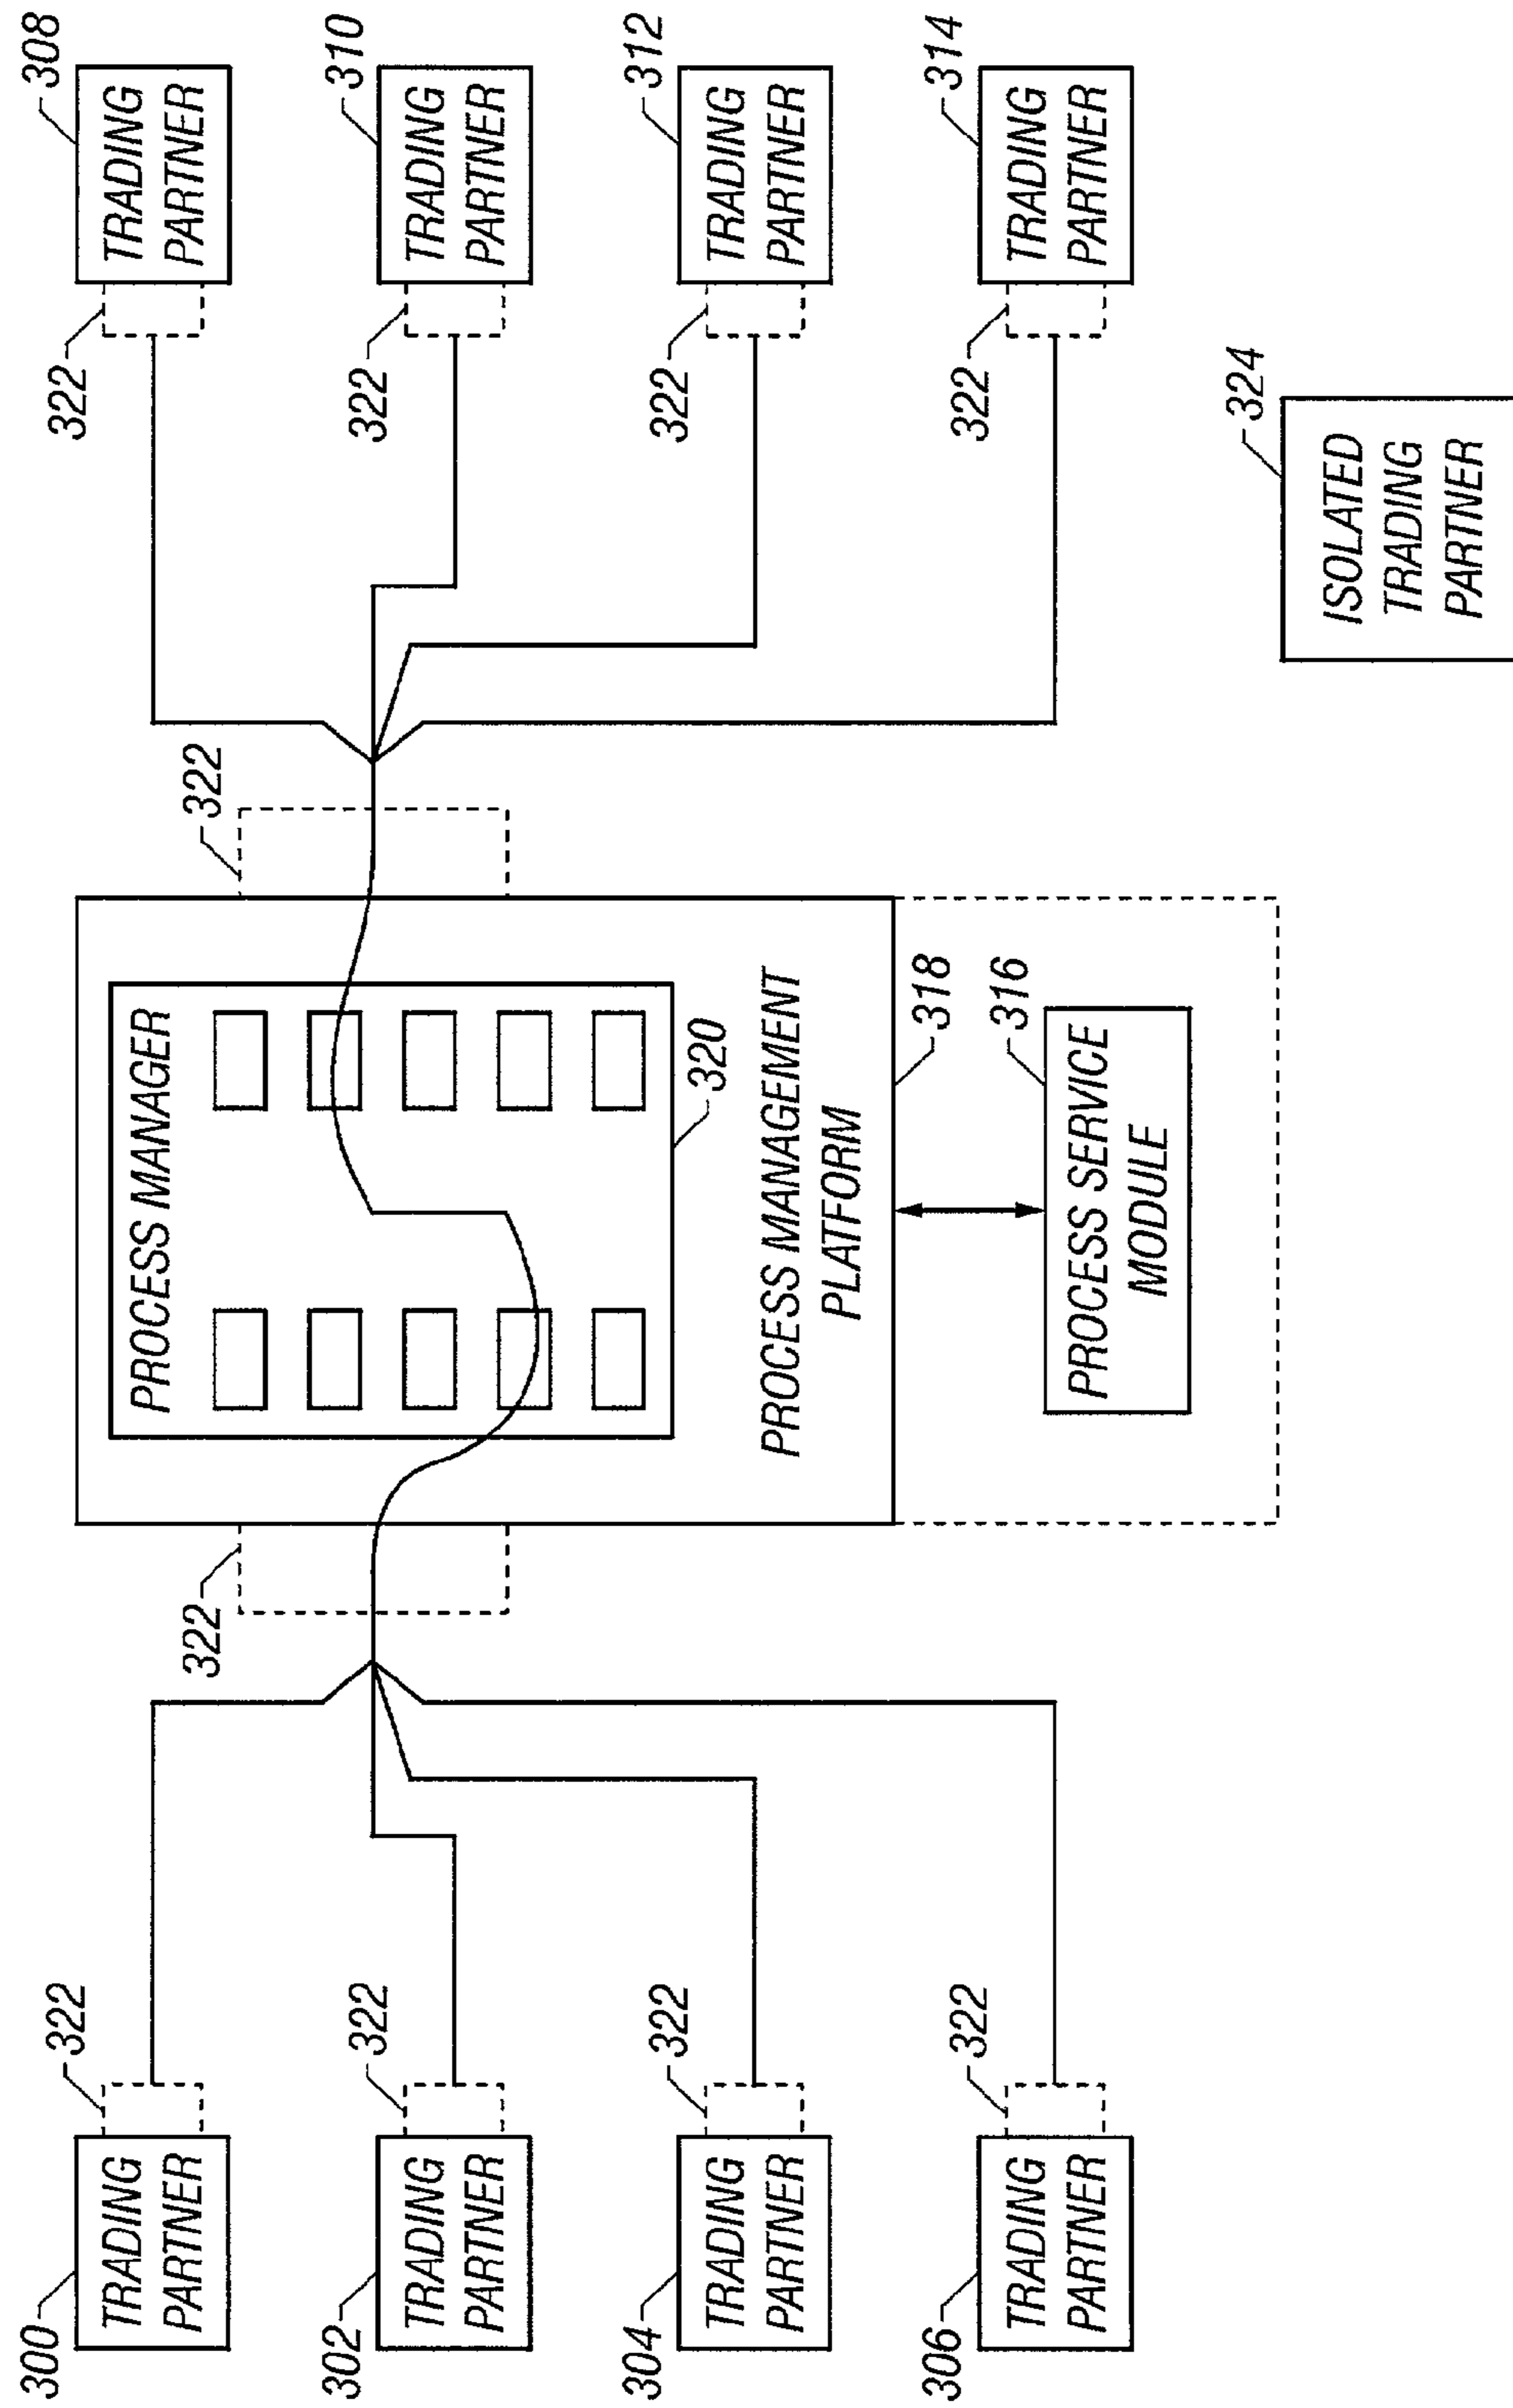 300
TRADING
PARTNER
322
302
TRADING
PARTNER
322
304
TRADING
PARTNER
322
306
TRADING
PARTNER
322
322
PROCESS MANAGER
320
PROCESS MANAGEMENT
PLATFORM
318
316
PROCESS SERVICE
MODULE
322
308
TRADING
PARTNER
322
310
TRADING
PARTNER
322
312
TRADING
PARTNER
322
314
TRADING
PARTNER
322
324
ISOLATED
TRADING
PARTNER